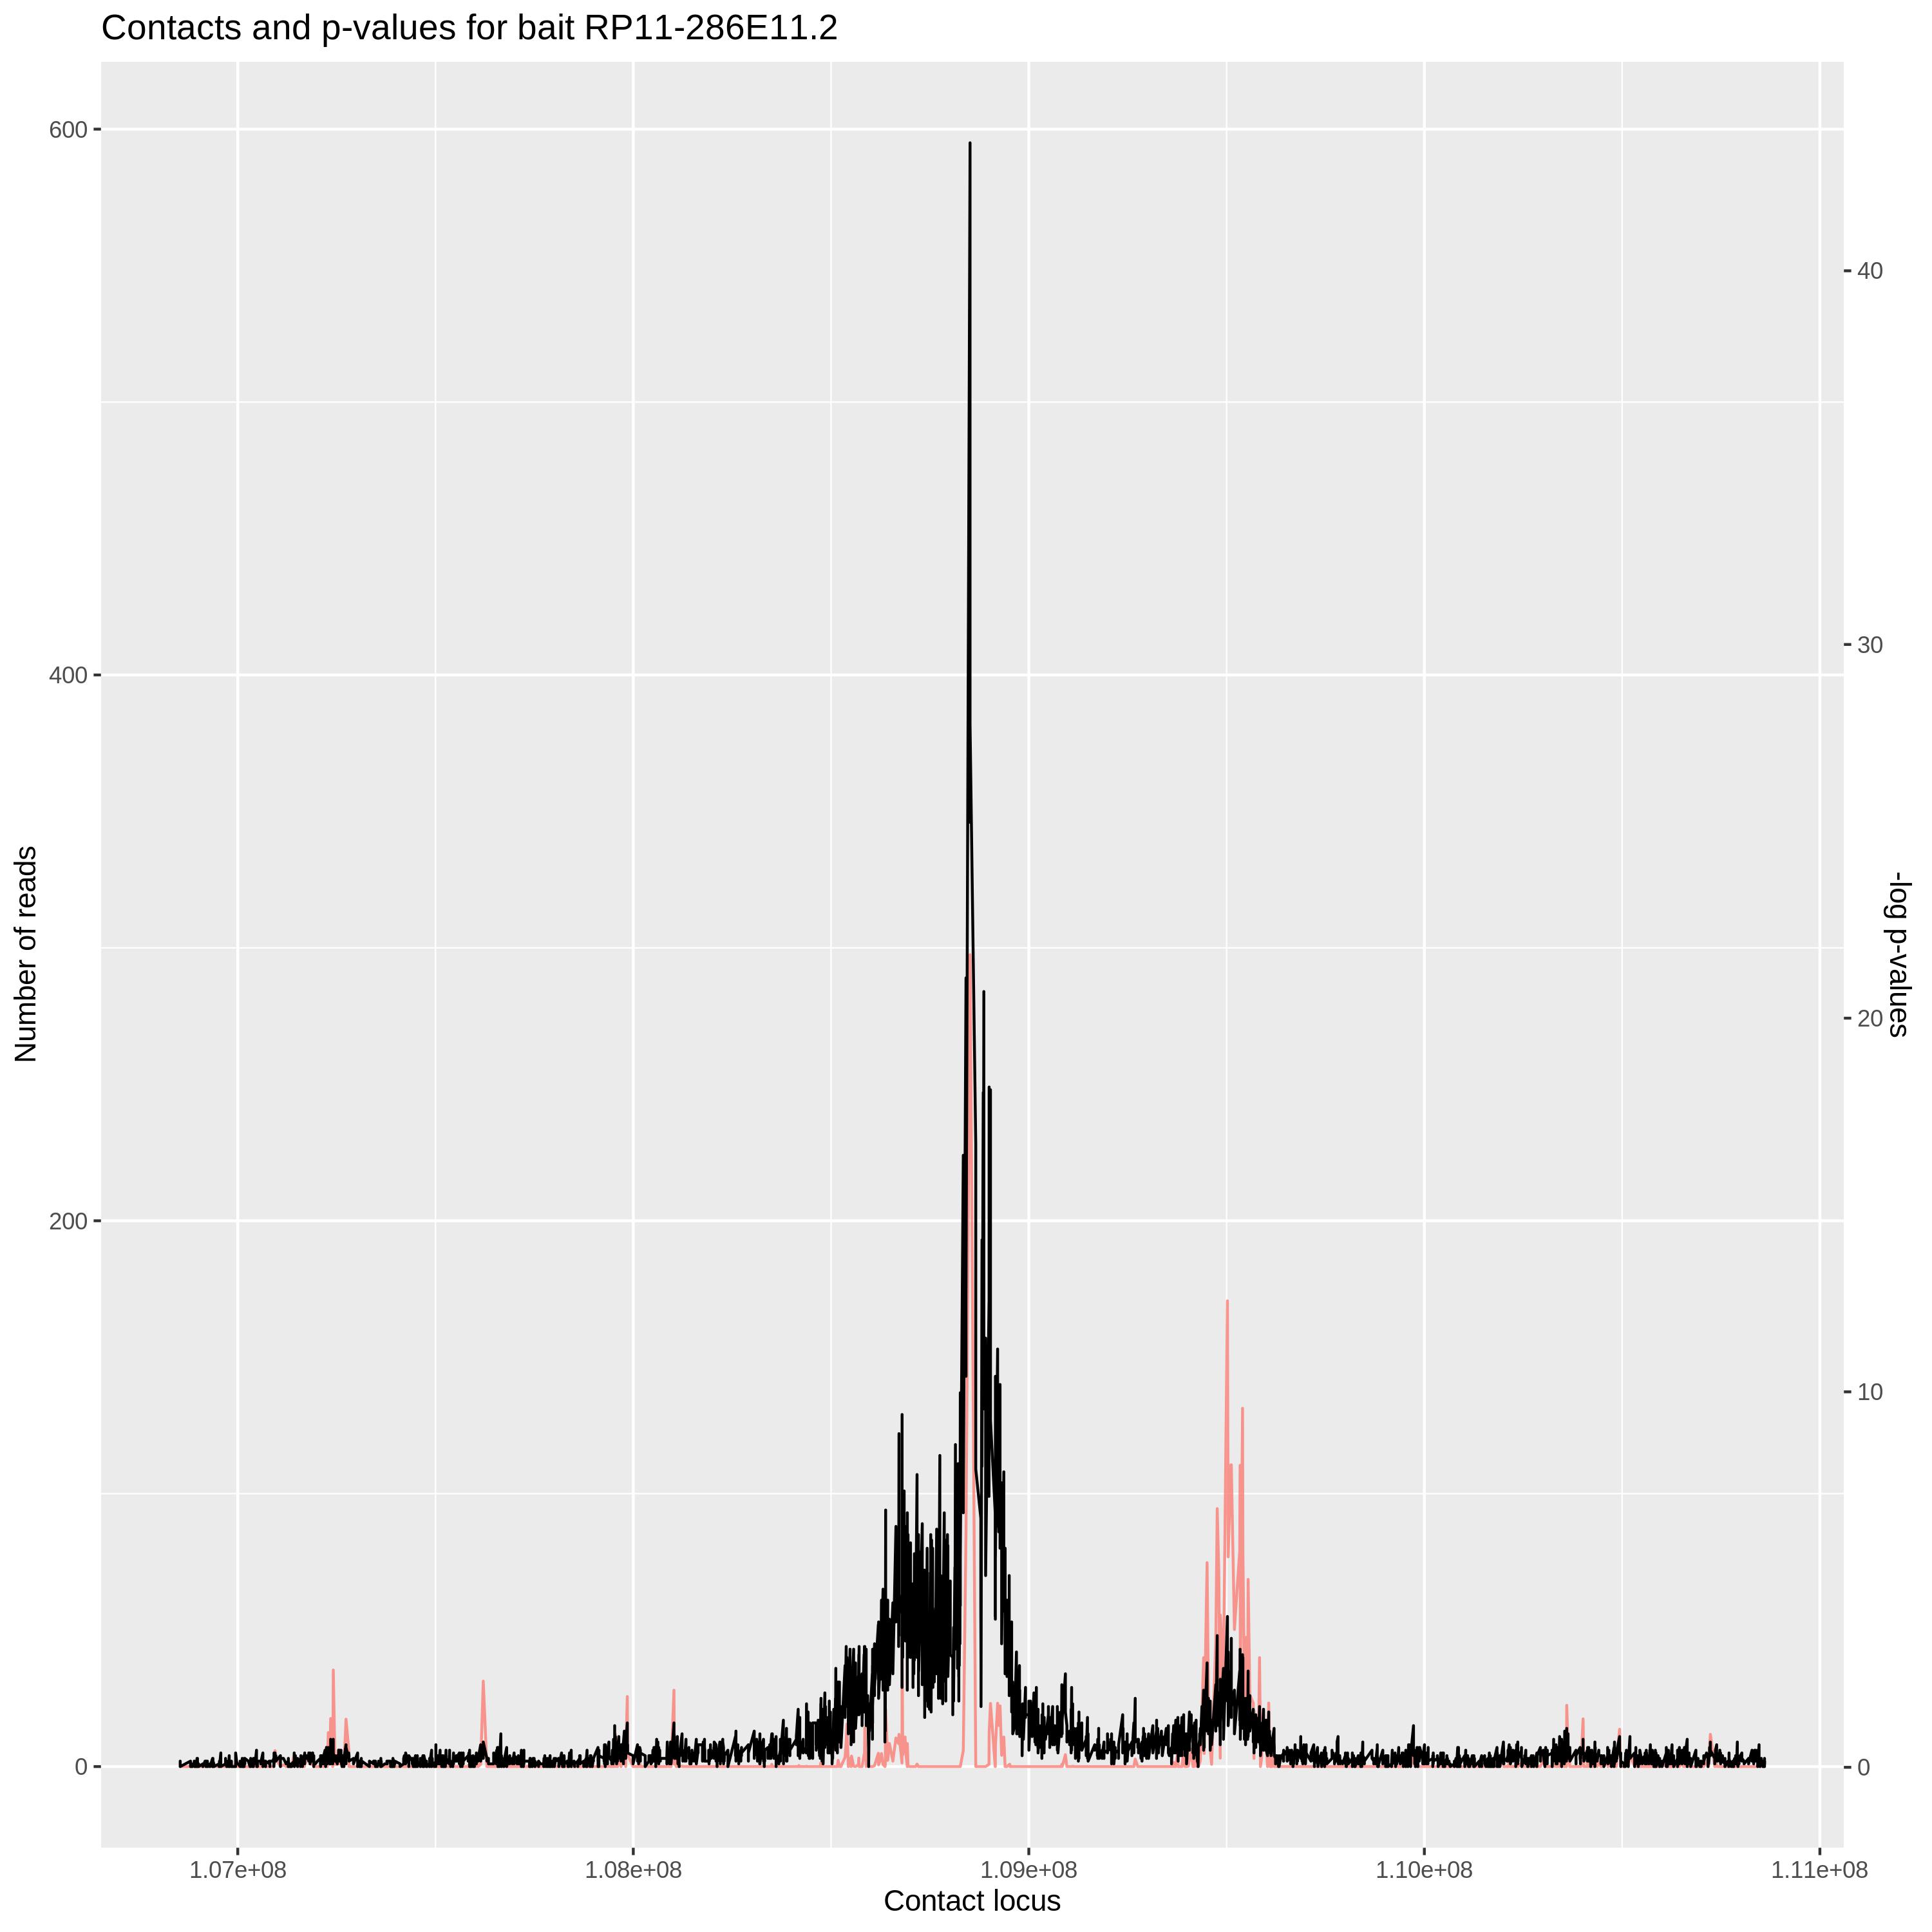 Contacts and p-values for bait RP11-286E11.2
600
400
200
0
Number of reads
40
30
20
10
0
-log p-values
1.07e+08 1.08e+08 1.09e+08 1.10e+08 1.11e+08
Contact locus